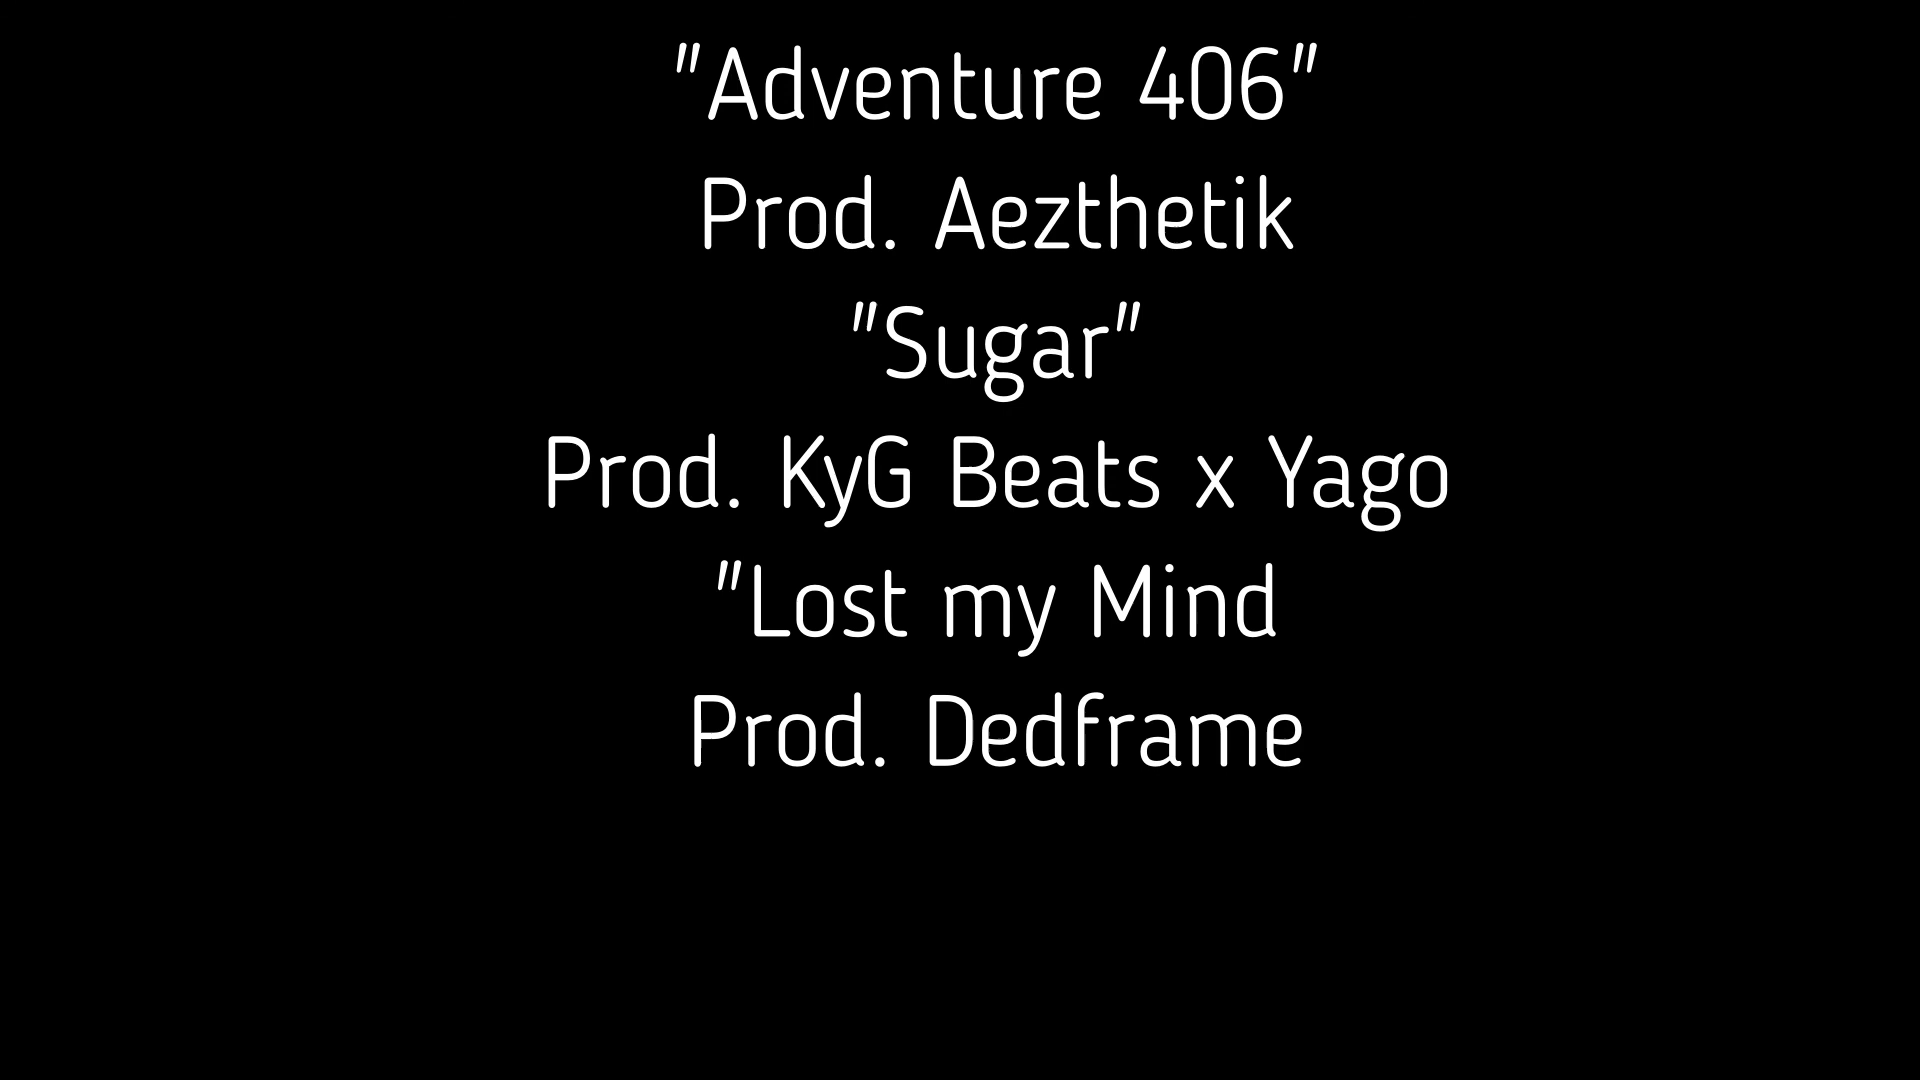 "Adventure 406"
Prod. Aezthetik
"Sugar"
Prod. KyG Beats x Yago
"Lost my Mind
Prod. Dedframe